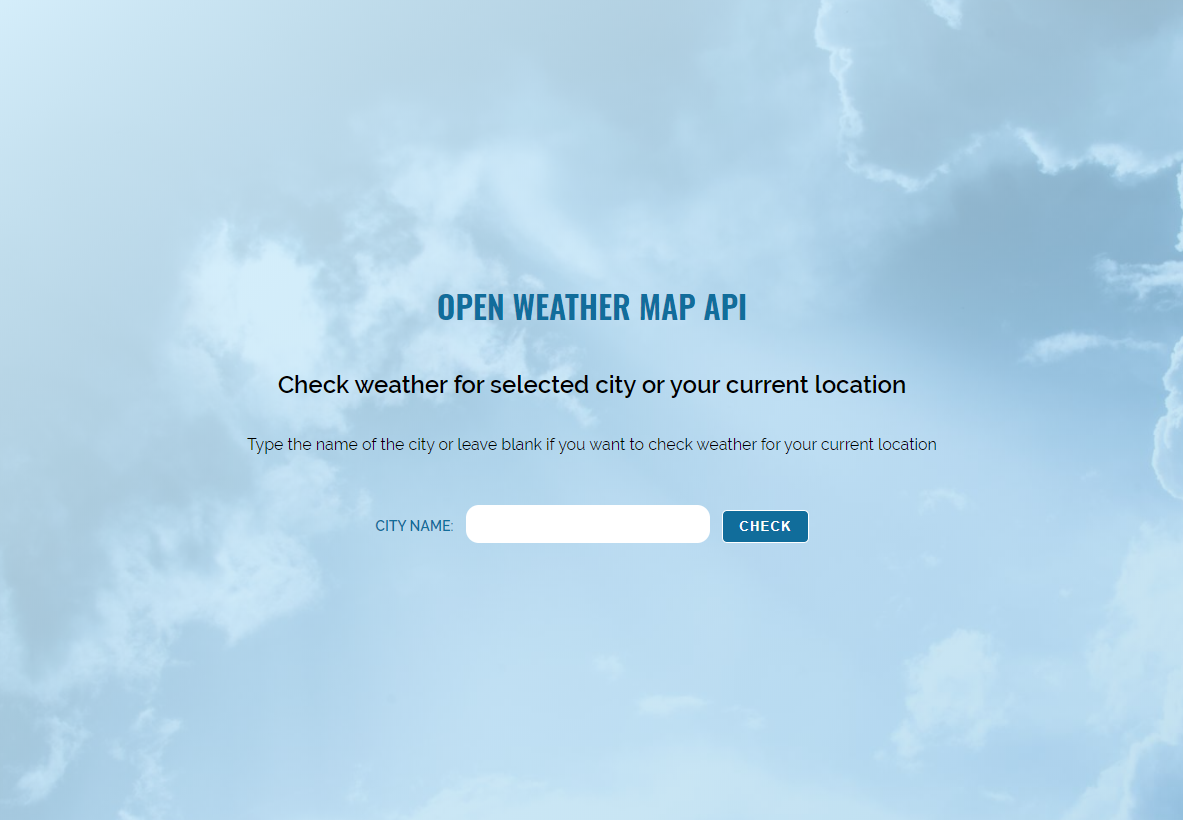 OPEN WEATHER MAP API
Check weather for selected city or your current location
Type the name of the city or leave blank if you want to check weather for your current location
CITY NAME: CHECK